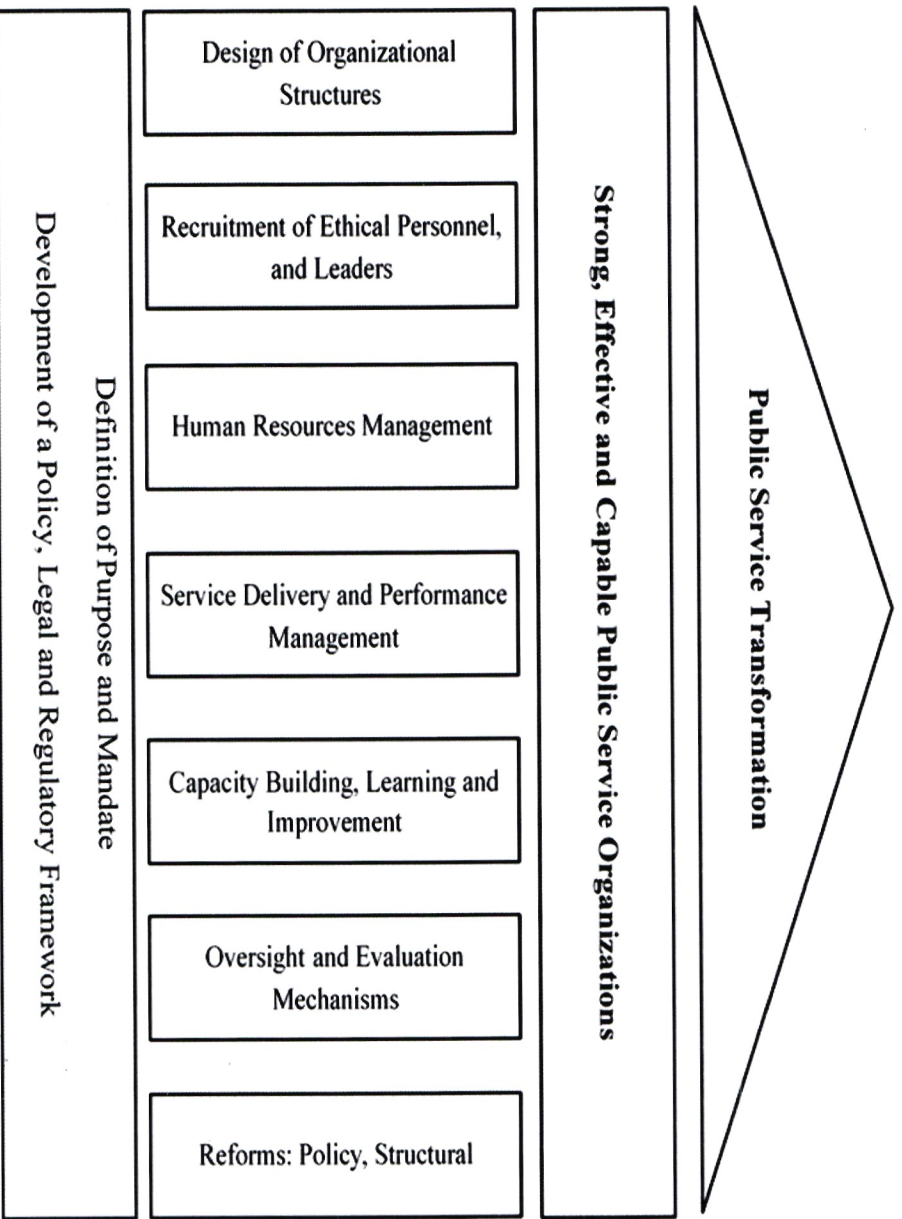 Public Service Transformation
Strong, Effective and Capable Public Service Organizations
Design of Organizational
Structures
Recruitment of Ethical Personnel,
and Leaders
Human Resources Management
Service Delivery and Performance
Management
Capacity Building, Learning and
Improvement
Oversight and Evaluation
Mechanisms
Reforms: Policy, Structural
Definition of Purpose and Mandate
Development of a Policy, Legal and Regulatory Framework